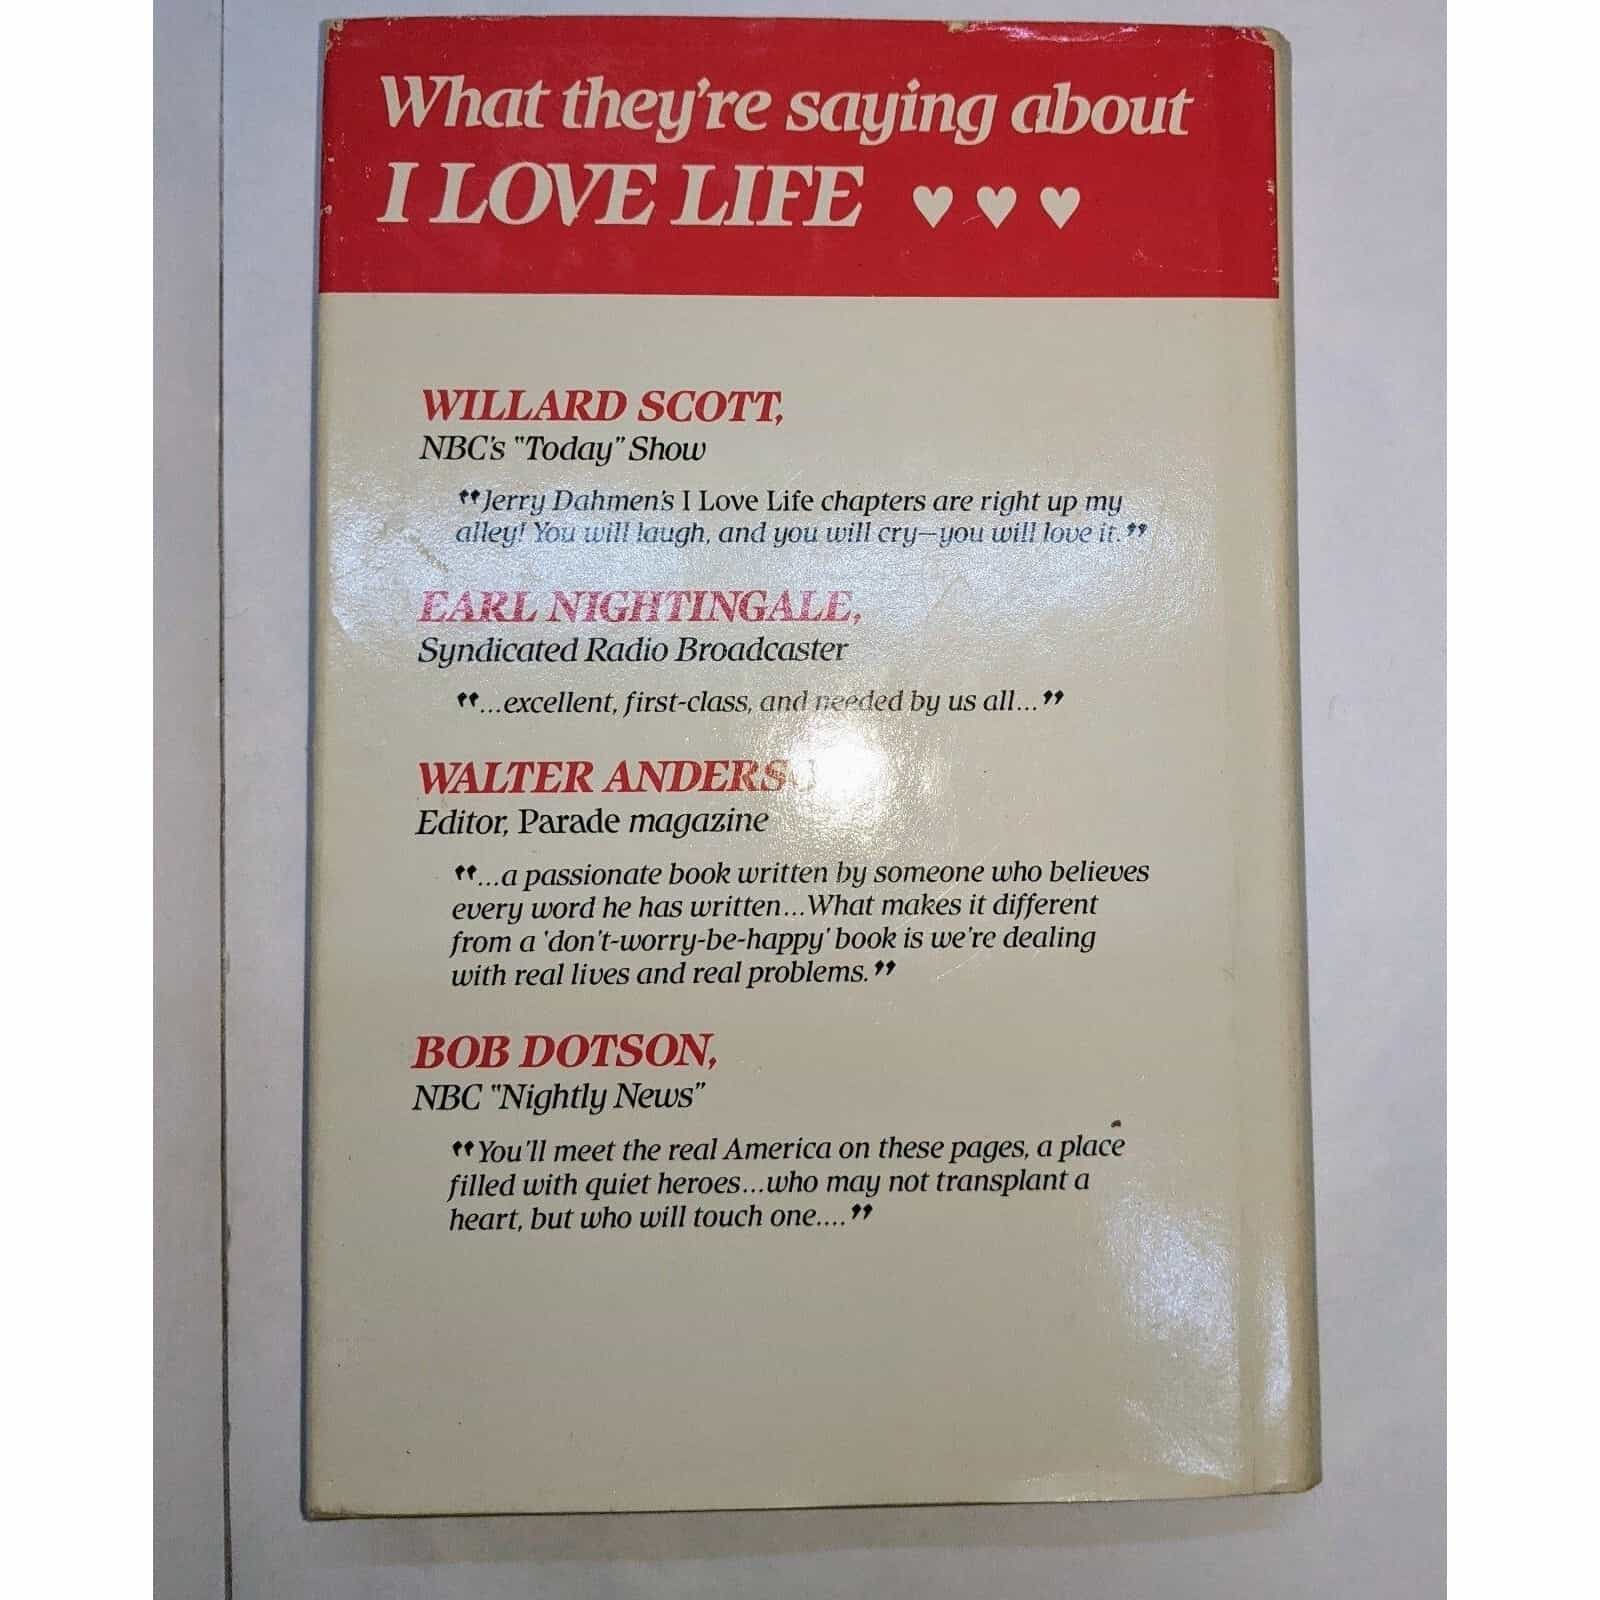 What they're saying about
I LOVE LIFE ♥ ♥ ♥
WILLARD SCOTT,
NBC's "Today" Show
"Jerry Dahmen's I Love Life chapters are right up my
alley! You will laugh, and you will cry—you will love it."
EARL NIGHTINGALE,
Syndicated Radio Broadcaster
"...excellent, first-class, and needed by us all..."
WALTER
Editor, Parade magazine
"...a passionate book written by someone who believes
every word he has written...What makes it different
from a 'don't-worry-be-happy' book is we're dealing
with real lives and real problems."
BOB DOTSON,
NBC "Nightly News"
"You'll meet the real America on these pages, a place
filled with quiet heroes...who may not transplant a
heart, but who will touch one...."